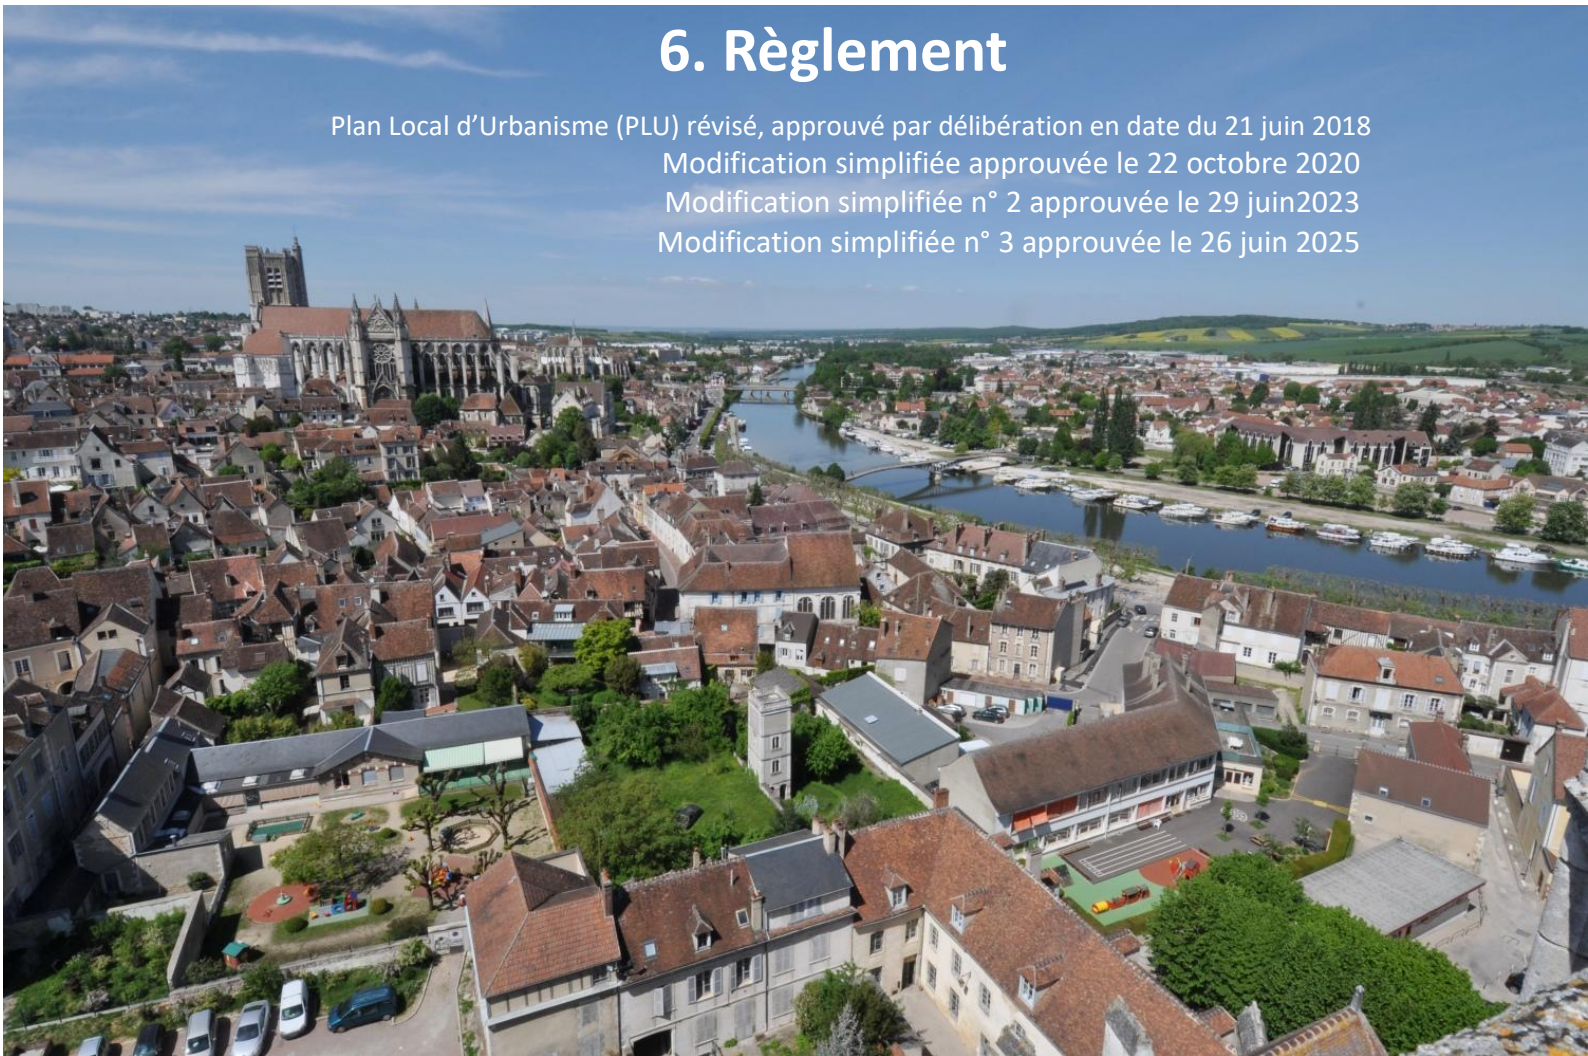 6. Règlement
Plan Local d'Urbanisme (PLU) révisé, approuvé par délibération en date du 21 juin 2018
Modification simplifiée approuvée le 22 octobre 2020
Modification simplifiée n° 2 approuvée le 29 juin2023
Modification simplifiée n° 3 approuvée le 26 juin 2025